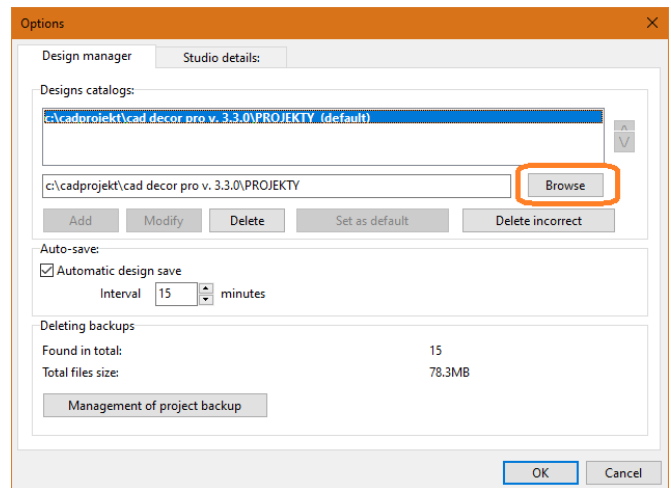 Options
Design manager
Studio details:
Designs catalogs:
c:\cadprojekt\cad decor pro v. 3.3.0\PROJEKTY (default)
c:\cadprojekt\cad decor pro v. 3.3.0\PROJEKTY
Browse
Add
Modify
Delete
Set as default
Delete incorrect
Auto-save:
Automatic design save
Interval 15 minutes
Deleting backups
Found in total: 15
Total files size: 78.3MB
Management of project backup
OK
Cancel